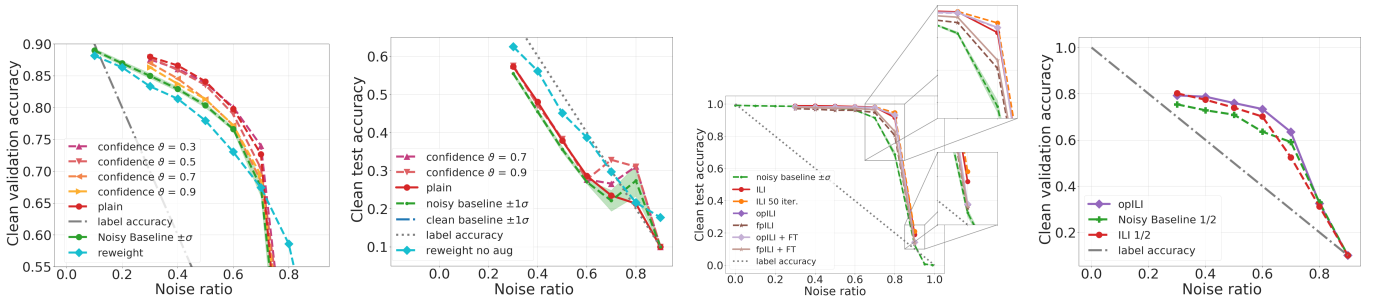 Clean validation accuracy
0.90
0.85
0.80
0.75
0.70
0.65
0.60
0.55
confidence ϑ = 0.3
confidence ϑ = 0.5
confidence ϑ = 0.7
confidence ϑ = 0.9
plain
label accuracy
Noisy Baseline ±σ
reweight
0.0 0.2 0.4 0.6 0.8
Noise ratio
Clean test accuracy
0.6
0.5
0.4
0.3
0.2
0.1
confidence ϑ = 0.7
confidence ϑ = 0.9
plain
noisy baseline ±1σ
clean baseline ±1σ
label accuracy
reweight no aug
0.0 0.2 0.4 0.6 0.8
Noise ratio
Clean test accuracy
1.0
0.8
0.6
0.4
0.2
0.0
noisy baseline ±σ
ILI
ILI 50 iter.
opILI
fpILI
opILI + FT
fpILI + FT
label accuracy
0.0 0.2 0.4 0.6 0.8 1.0
Noise ratio
Clean validation accuracy
1.0
0.8
0.6
0.4
0.2
opILI
Noisy Baseline 1/2
ILI 1/2
label accuracy
0.0 0.2 0.4 0.6 0.8
Noise ratio